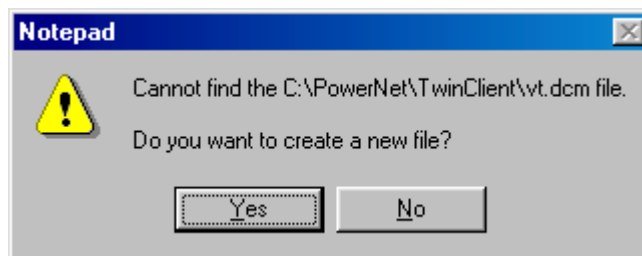 Notepad
Cannot find the C:\PowerNet\TwinClient\vt.dcm file.
Do you want to create a new file?
Yes No